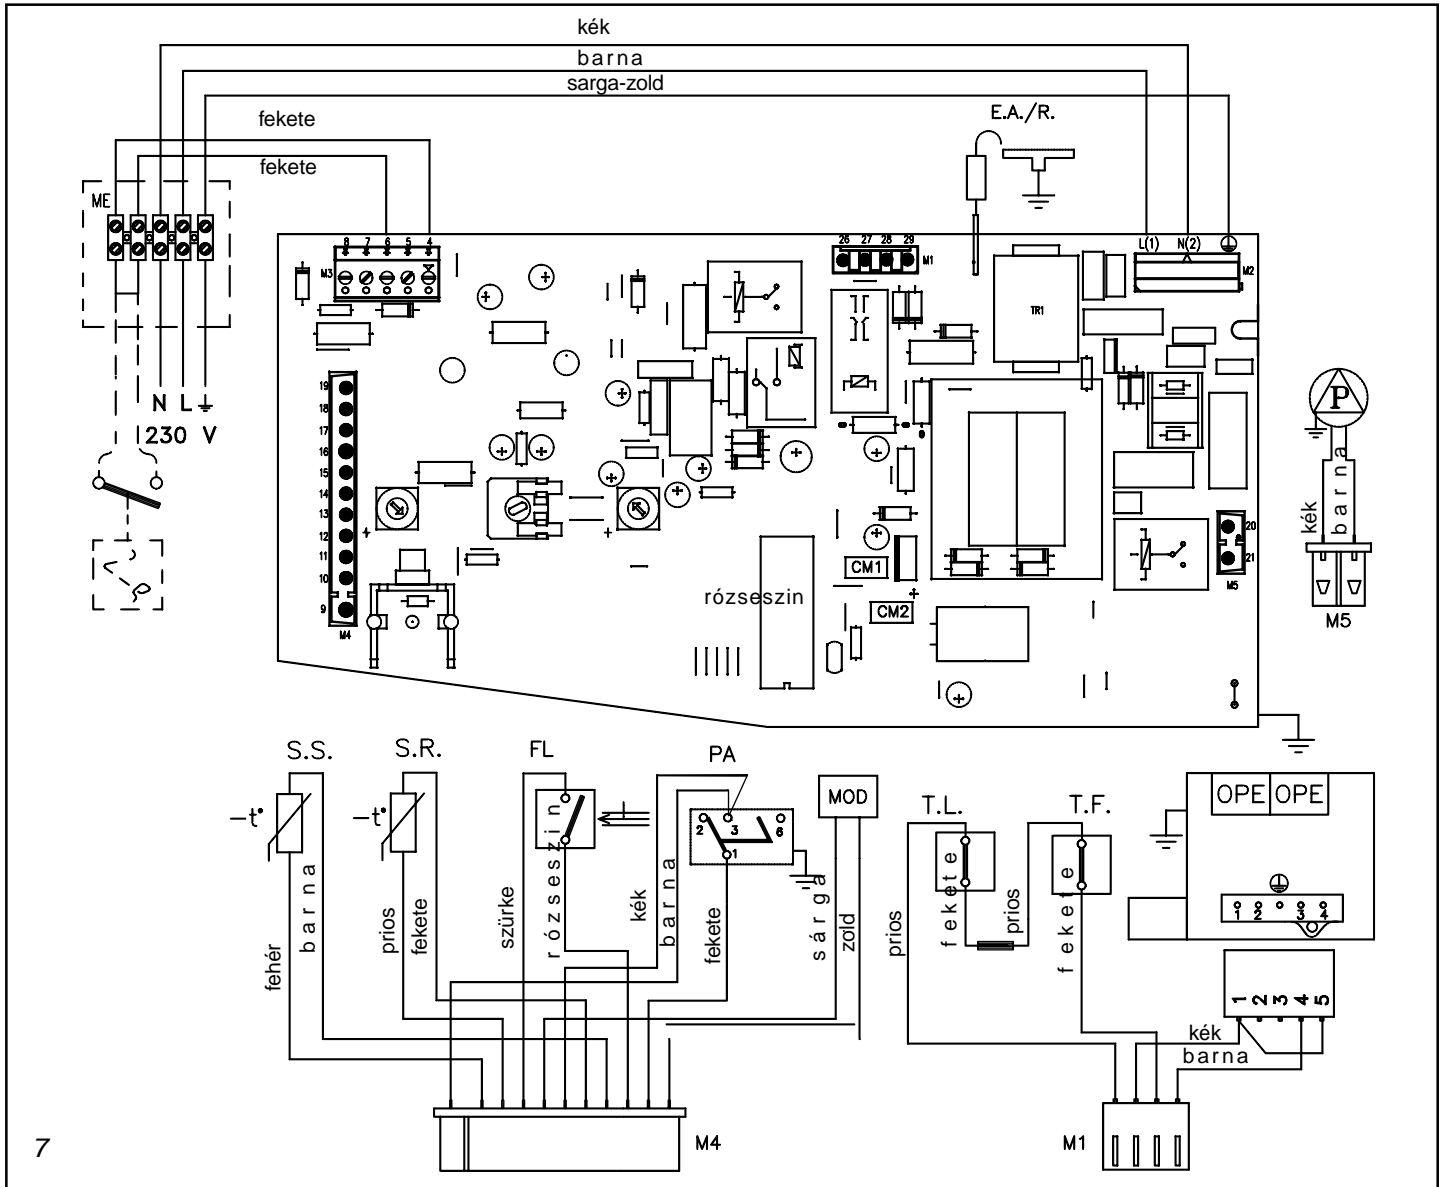 kék
barna
sarga-zold
fekete
fekete
E.A./R.
ME
8 7 6 5 4
M3
26 27 28 29
M1
L(1) N(2)
M2
TR1
N L
230 V
19
18
17
16
15
14
13
12
11
10
9
M4
CM1
CM2
rózseszin
20
21
M5
P
kék
barna
M5
S.S.
S.R.
FL
PA
MOD
T.L.
T.F.
OPE OPE
-t°
-t°
2 3 6
1
1 2 3 4
fehér
barna
prios
fekete
szürke
rózseszin
kék
barna
fekete
sárga
zold
prios
fekete
prios
fekete
1 2 3 4 5
kék
barna
M4
M1
7